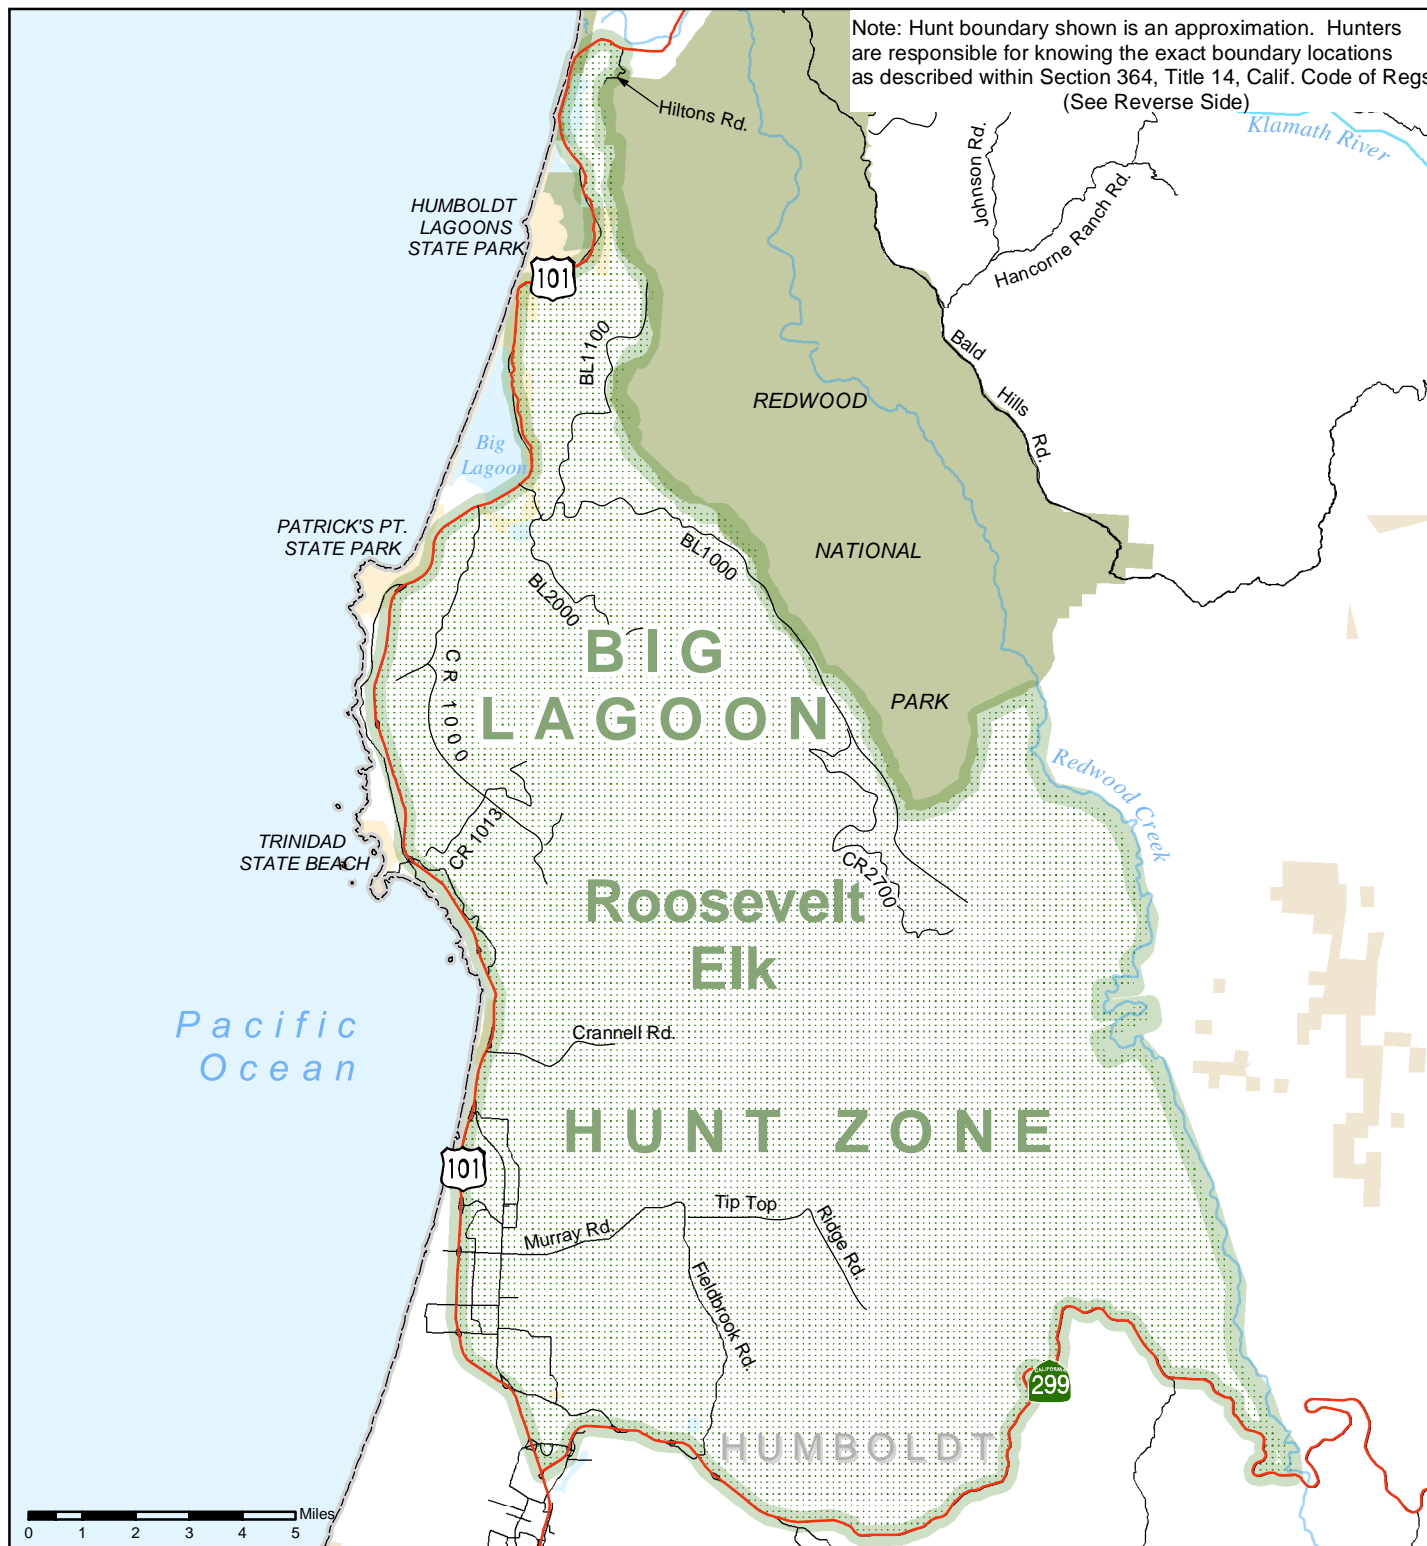 Note: Hunt boundary shown is an approximation. Hunters
are responsible for knowing the exact boundary locations
as described within Section 364, Title 14, Calif. Code of Regs
(See Reverse Side)
Hiltons Rd.
Klamath River
Johnson Rd.
Hancorne Ranch Rd.
HUMBOLDT
LAGOONS
STATE PARK
101
BL1100
Bald
Hills
Rd.
REDWOOD
Big
Lagoon
PATRICK'S PT.
STATE PARK
BL1000
NATIONAL
BL2000
BIG
CR 1000
LAGOON
PARK
Redwood Creek
CR1013
TRINIDAD
STATE BEACH
CR2700
Roosevelt
Elk
Pacific
Ocean
Crannell Rd.
HUNT ZONE
101
Murray Rd.
Tip Top
Ridge Rd.
Fieldbrook Rd.
CALIFORNIA
299
HUMBOLDT
Miles
0 1 2 3 4 5